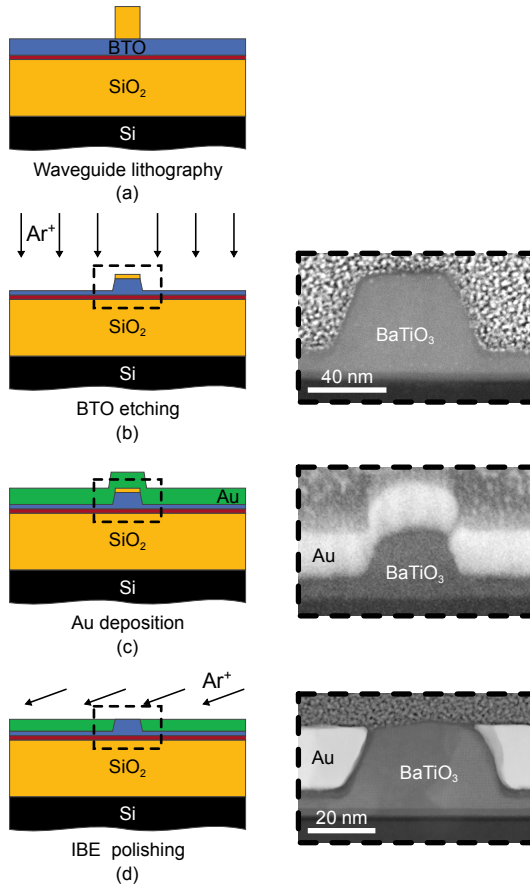 BTO
SiO₂
Si
Waveguide lithography
(a)
Ar⁺
SiO₂
Si
BTO etching
(b)
BaTiO₃
40 nm
Au
SiO₂
Si
Au deposition
(c)
Au
BaTiO₃
Ar⁺
SiO₂
Si
IBE polishing
(d)
Au
BaTiO₃
20 nm